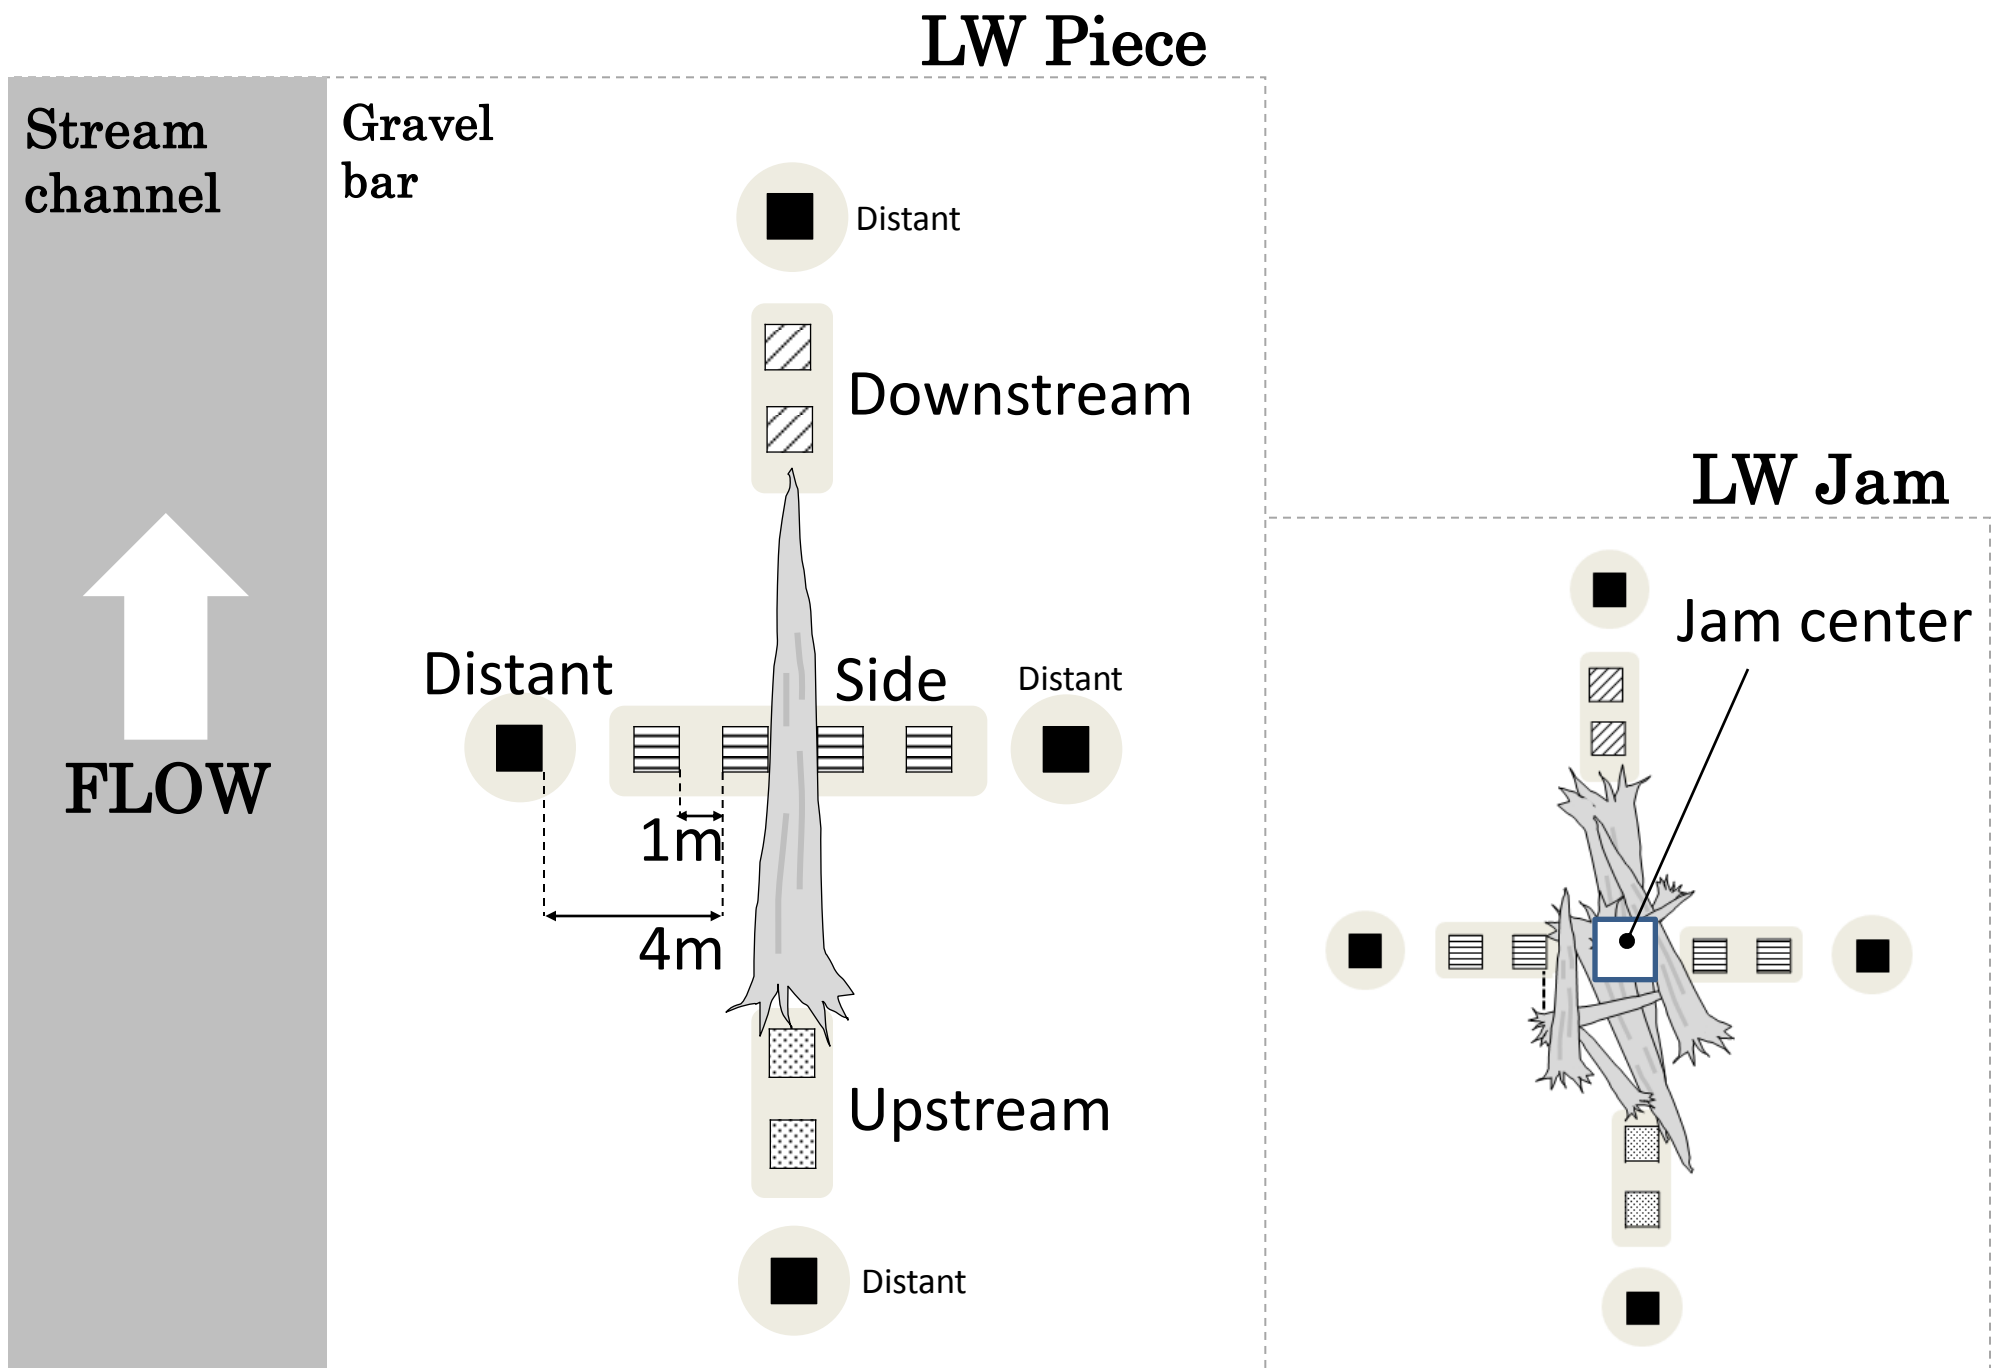 LW Piece
Stream
channel
Gravel
bar
Distant
Downstream
LW Jam
Jam center
Distant
Side
Distant
FLOW
1m
4m
Upstream
Distant